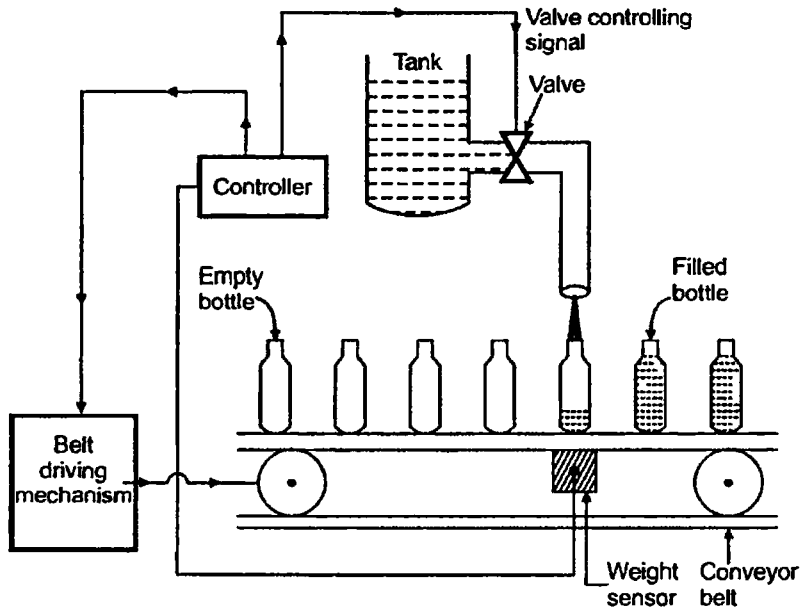 Valve controlling
signal
Tank
Valve
Controller
Empty
bottle
Filled
bottle
Belt
driving
mechanism
Weight
sensor
Conveyor
belt